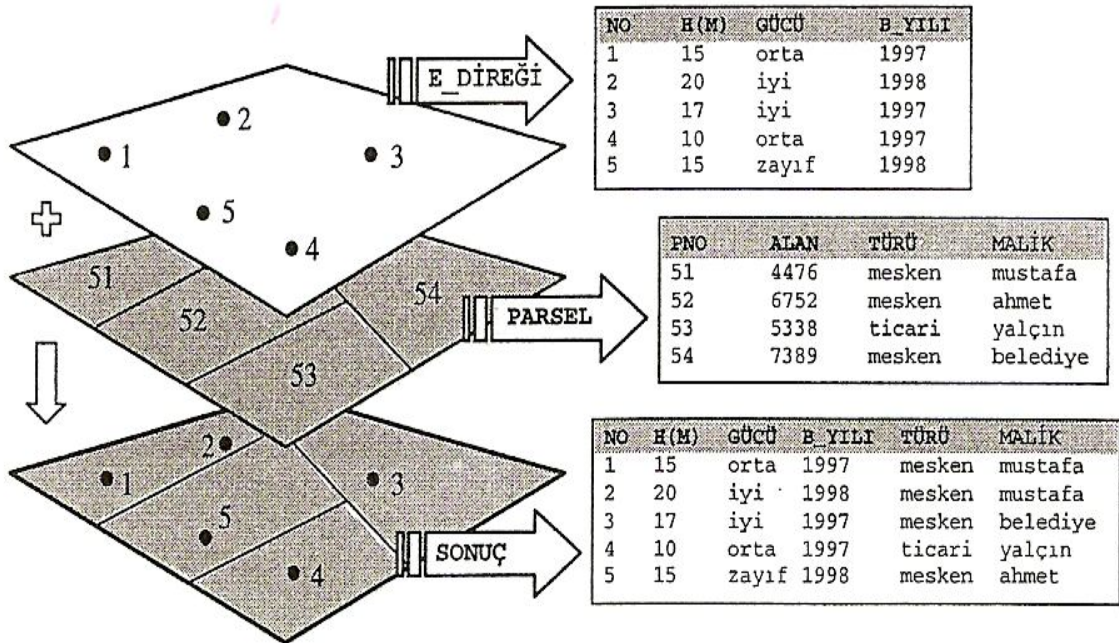 NO H(M) GÜCÜ B_YILI
1 15 orta 1997
2 20 iyi 1998
3 17 iyi 1997
4 10 orta 1997
5 15 zayıf 1998
E_DİREĞİ
2
1
3
5
4
PNO ALAN TÜRÜ MALİK
51 4476 mesken mustafa
52 6752 mesken ahmet
53 5338 ticari yalçın
54 7389 mesken belediye
51
54
52
PARSEL
53
NO H(M) GÜCÜ B_YILI TÜRÜ MALİK
1 15 orta 1997 mesken mustafa
2 20 iyi 1998 mesken mustafa
3 17 iyi 1997 mesken belediye
4 10 orta 1997 ticari yalçın
5 15 zayıf 1998 mesken ahmet
2
1
3
5
SONUÇ
4